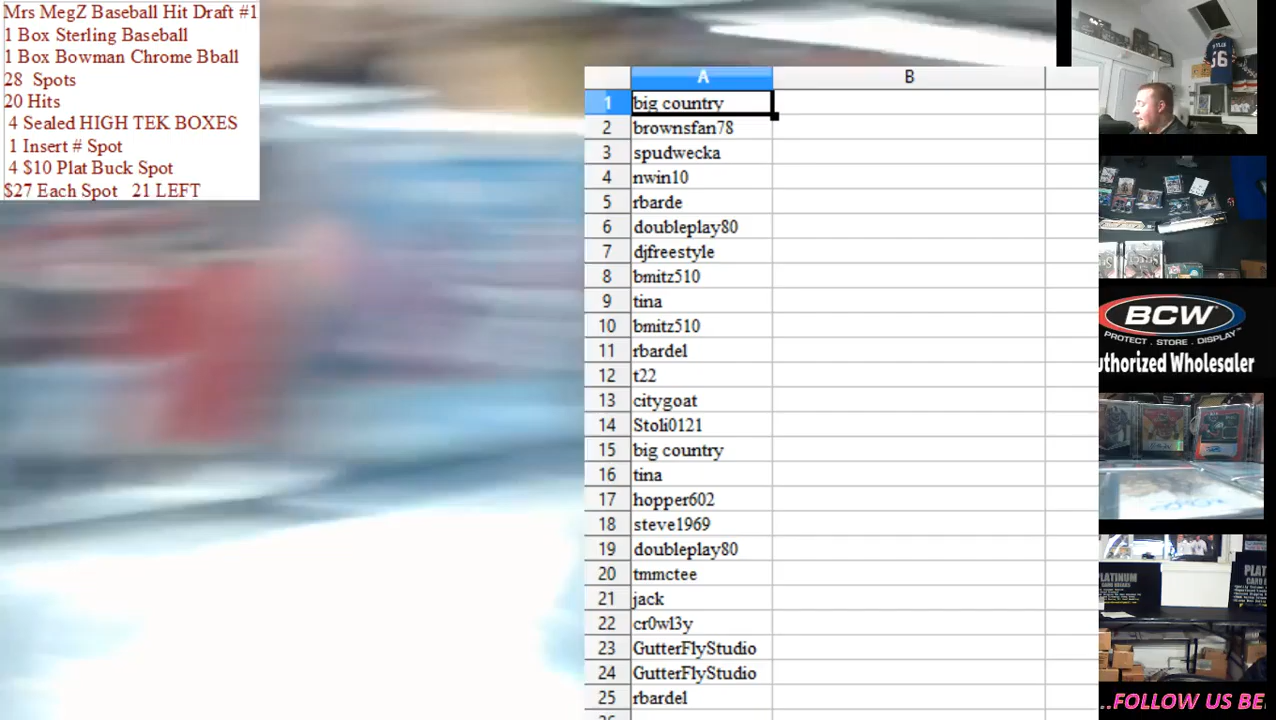 Mrs MegZ Baseball Hit Draft #1
1 Box Sterling Baseball
1 Box Bowman Chrome Bball
28 Spots
20 Hits
4 Sealed HIGH TEK BOXES
1 Insert # Spot
4 $10 Plat Buck Spot
$27 Each Spot 21 LEFT
A B
1 big country
2 brownsfan78
3 spudwecka
4 nwin10
5 rbarde
6 doubleplay80
7 djfreestyle
8 bmitz510
9 tina
10 bmitz510
11 rbardel
12 t22
13 citygoat
14 Stoli0121
15 big country
16 tina
17 hopper602
18 steve1969
19 doubleplay80
20 tmmctee
21 jack
22 cr0wl3y
23 GutterFlyStudio
24 GutterFlyStudio
25 rbardel
56
BCW
PROTECT . STORE . DISPLAY
uthorized Wholesaler
PLATINUM
CARD BREAKS
PLAT
..FOLLOW US BE